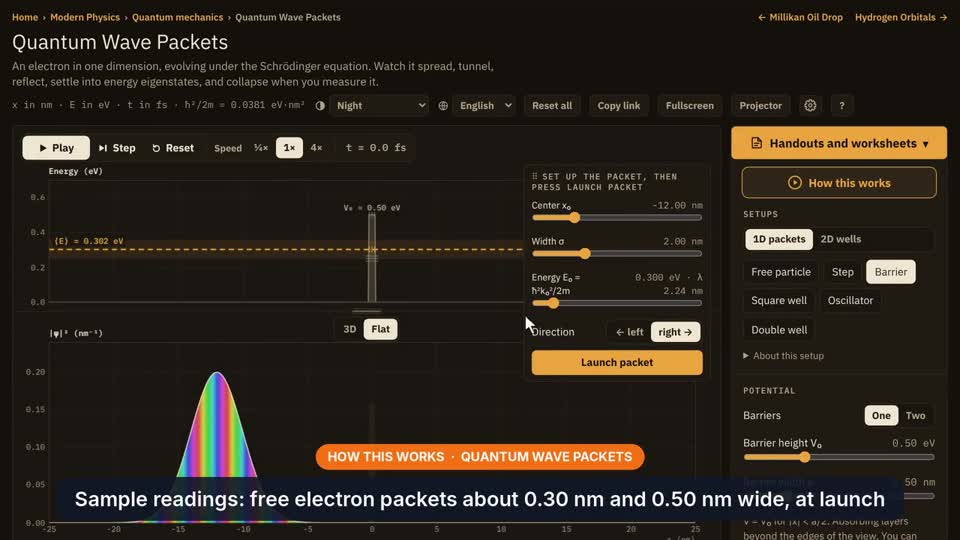 Home › Modern Physics › Quantum mechanics › Quantum Wave Packets
← Millikan Oil Drop Hydrogen Orbitals →
Quantum Wave Packets
An electron in one dimension, evolving under the Schrödinger equation. Watch it spread, tunnel,
reflect, settle into energy eigenstates, and collapse when you measure it.
x in nm · E in eV · t in fs · ħ²/2m = 0.0381 eV·nm²
Night
English
Reset all
Copy link
Fullscreen
Projector
?
Play
Step
Reset
Speed
¼×
1×
4×
t = 0.0 fs
Energy (eV)
0.6
0.4
0.2
0.0
V₀ = 0.50 eV
⟨E⟩ = 0.302 eV
SET UP THE PACKET, THEN
PRESS LAUNCH PACKET
Center x₀ -12.00 nm
Width σ 2.00 nm
Energy E₀ = 0.300 eV · λ
ħ²k₀²/2m 2.24 nm
Direction ← left right →
Launch packet
|ψ|² (nm⁻¹)
3D Flat
0.20
0.15
0.10
0.05
0.00
-25 -20 -15 -10 -5 0 5 10 15 20 25
Handouts and worksheets ▾
How this works
SETUPS
1D packets 2D wells
Free particle Step Barrier
Square well Oscillator
Double well
▶ About this setup
POTENTIAL
Barriers One Two
Barrier height V₀ 0.50 eV
50 nm
V = V₀ for |x| < a/2. Absorbing layers
beyond the edges of the view. You can
HOW THIS WORKS · QUANTUM WAVE PACKETS
Sample readings: free electron packets about 0.30 nm and 0.50 nm wide, at launch